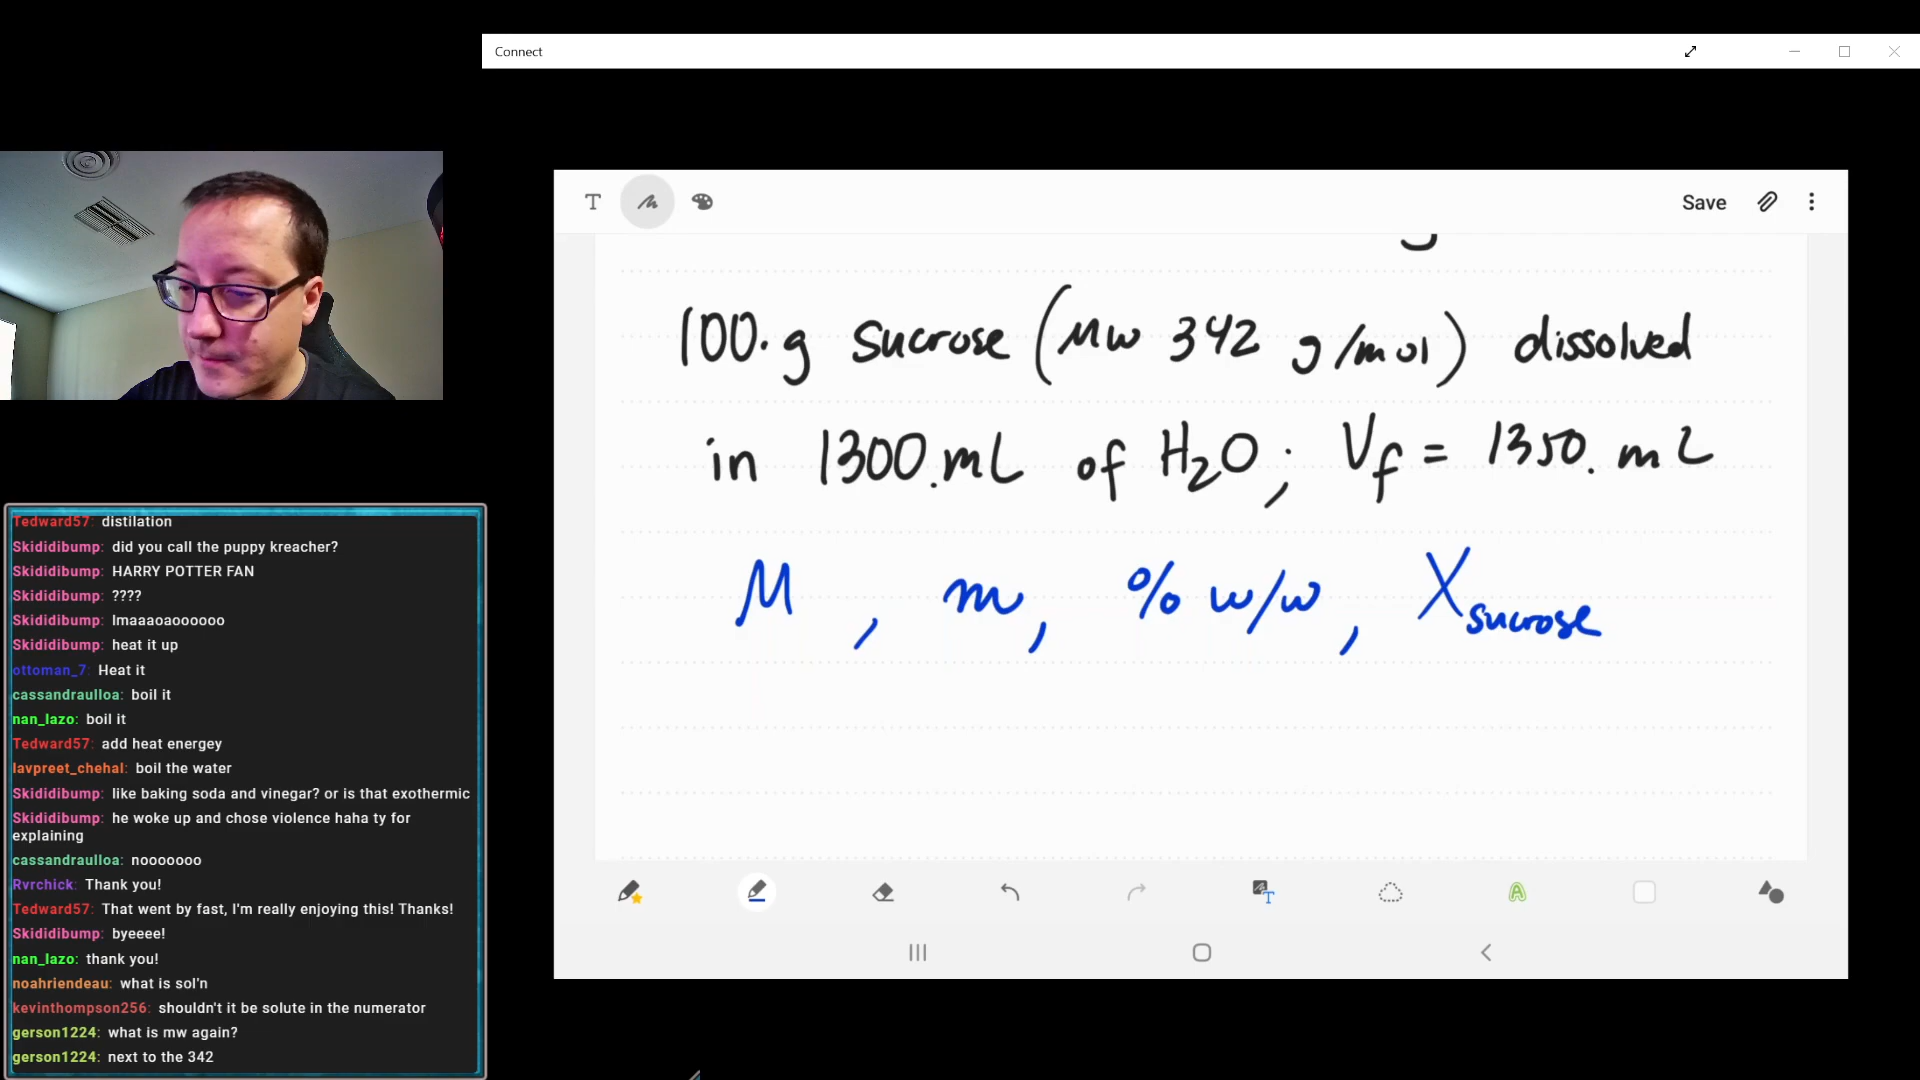 Connect
Save
100. g sucrose (MW 342 g/mol) dissolved
in 1300. mL of H2O; Vf = 1350. mL
M, m, % w/w, Xsucrose
Tedward57: distilation
Skididibump: did you call the puppy kreacher?
Skididibump: HARRY POTTER FAN
Skididibump: ????
Skididibump: lmaaoaoooooo
Skididibump: heat it up
ottoman_7: Heat it
cassandraulloa: boil it
nan_lazo: boil it
Tedward57: add heat energey
lavpreet_chehal: boil the water
Skididibump: like baking soda and vinegar? or is that exothermic
Skididibump: he woke up and chose violence haha ty for
explaining
cassandraulloa: nooooooo
Rvrchick: Thank you!
Tedward57: That went by fast, I'm really enjoying this! Thanks!
Skididibump: byeeee!
nan_lazo: thank you!
noahriendeau: what is sol'n
kevinthompson256: shouldn't it be solute in the numerator
gerson1224: what is mw again?
gerson1224: next to the 342